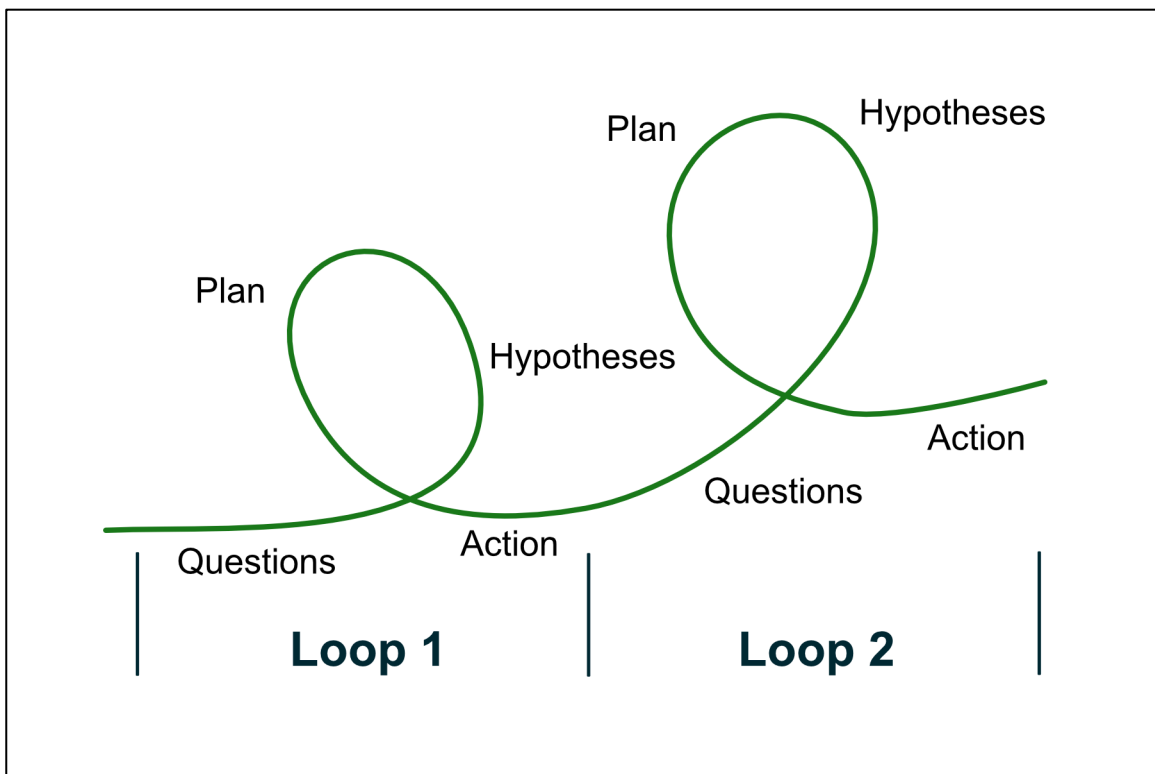 Hypotheses
Plan
Plan
Hypotheses
Action
Questions
Action
Questions
Loop 1
Loop 2